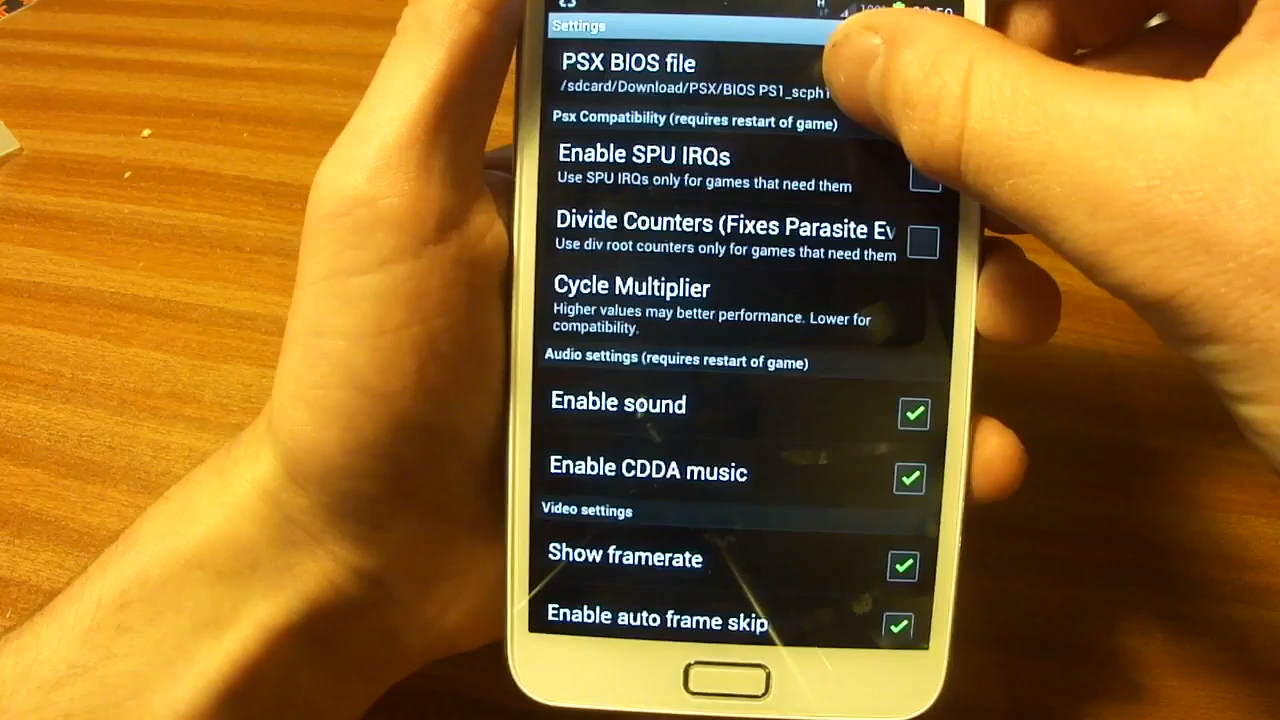 Settings
PSX BIOS file
/sdcard/Download/PSX/BIOS PS1_scph1
Psx Compatibility (requires restart of game)
Enable SPU IRQs
Use SPU IRQs only for games that need them
Divide Counters (Fixes Parasite Ev
Use div root counters only for games that need them
Cycle Multiplier
Higher values may better performance. Lower for
compatibility.
Audio settings (requires restart of game)
Enable sound
Enable CDDA music
Video settings
Show framerate
Enable auto frame skip